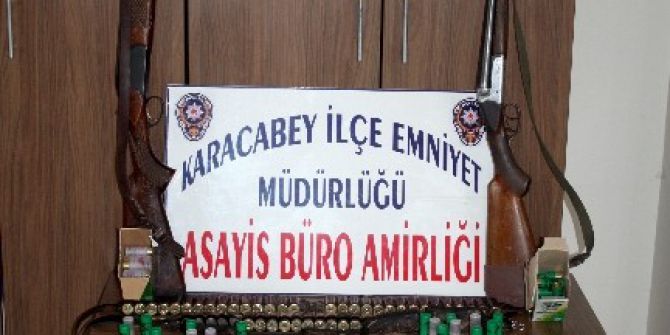 KARACABEY İLÇE EMNİYET
MÜDÜRLÜĞÜ
ASAYİS BÜRO AMİRLİĞİ